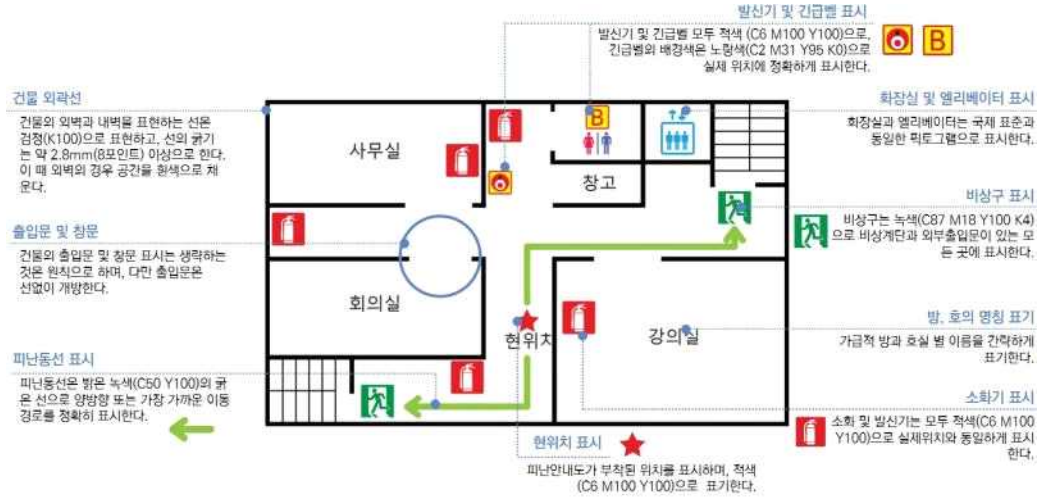 발신기 및 긴급벨 표시
발신기 및 긴급벨 모두 적색 (C6 M100 Y100)으로,
긴급벨의 배경색은 노랑색(C2 M31 Y95 K0)으로
실제 위치에 정확하게 표시한다.
B
건물 외곽선
건물의 외벽과 내벽을 표현하는 선은
검정(K100)으로 표현하고, 선의 굵기
는 약 2.8mm(8포인트) 이상으로 한다.
이 때 외벽의 경우 공간을 흰색으로 채
운다.
화장실 및 엘리베이터 표시
화장실과 엘리베이터는 국제 표준과
동일한 픽토그램으로 표시한다.
사무실
B
창고
비상구 표시
비상구는 녹색(C87 M18 Y100 K4)
으로 비상계단과 외부출입문이 있는 모
든 곳에 표시한다.
출입문 및 창문
건물의 출입문 및 창문 표시는 생략하는
것은 원칙으로 하며, 다만 출입문은
선없이 개방한다.
회의실
현위치
강의실
방, 호의 명칭 표기
가급적 방과 호실 별 이름을 간략하게
표기한다.
피난동선 표시
피난동선은 밝은 녹색(C50 Y100)의 굵
은 선으로 양방향 또는 가장 가까운 이동
경로를 정확히 표시한다.
소화기 표시
소화 및 발신기는 모두 적색(C6 M100
Y100)으로 실제위치와 동일하게 표시
한다.
현위치 표시
피난안내도가 부착된 위치를 표시하며, 적색
(C6 M100 Y100)으로 표기한다.